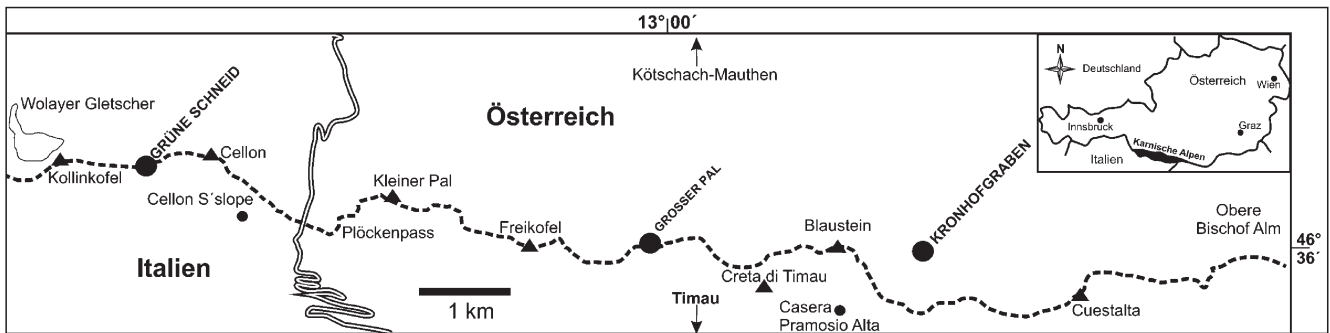 13° 00´
Kötschach-Mauthen
Wolayer Gletscher
GRÜNE SCHNEID
Österreich
Cellon
Kollinkofel
Cellon S´slope
Kleiner Pal
Plöckenpass
Freikofel
GROSSER PAL
Blaustein
KRONHOFGRABEN
Obere
Bischof Alm
46°
36´
Italien
1 km
Creta di Timau
Timau
Casera
Pramosio Alta
Cuestalta
N
Deutschland
Österreich
Wien
Innsbruck
Graz
Karnische Alpen
Italien